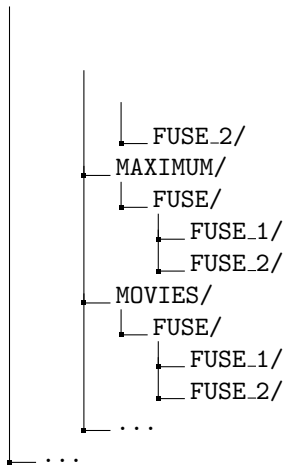 FUSE_2/
MAXIMUM/
FUSE/
FUSE_1/
FUSE_2/
MOVIES/
FUSE/
FUSE_1/
FUSE_2/
...
...